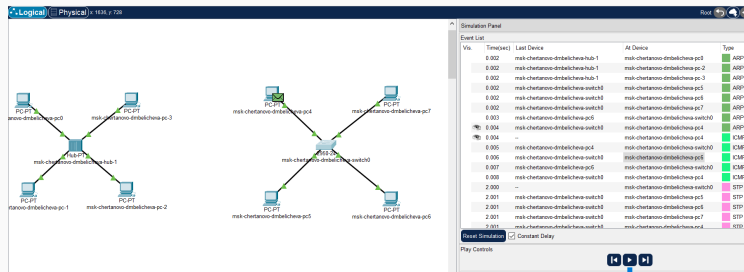 Logical Physical x: 1636, y: 728 Root
Simulation Panel
Event List
Vis. Time(sec) Last Device At Device Type
0.002 msk-chertanovo-dmbelicheva-hub-1 msk-chertanovo-dmbelicheva-pc0 ARP
0.002 msk-chertanovo-dmbelicheva-hub-1 msk-chertanovo-dmbelicheva-pc-2 ARP
0.002 msk-chertanovo-dmbelicheva-hub-1 msk-chertanovo-dmbelicheva-pc-3 ARP
0.002 msk-chertanovo-dmbelicheva-switch0 msk-chertanovo-dmbelicheva-pc5 ARP
0.002 msk-chertanovo-dmbelicheva-switch0 msk-chertanovo-dmbelicheva-pc6 ARP
0.002 msk-chertanovo-dmbelicheva-switch0 msk-chertanovo-dmbelicheva-pc7 ARP
0.003 msk-chertanovo-dmbelicheva-pc6 msk-chertanovo-dmbelicheva-switch0 ARP
0.004 msk-chertanovo-dmbelicheva-switch0 msk-chertanovo-dmbelicheva-pc4 ARP
0.004 -- msk-chertanovo-dmbelicheva-pc4 ICMP
0.005 msk-chertanovo-dmbelicheva-pc4 msk-chertanovo-dmbelicheva-switch0 ICMP
0.006 msk-chertanovo-dmbelicheva-switch0 msk-chertanovo-dmbelicheva-pc6 ICMP
0.007 msk-chertanovo-dmbelicheva-pc6 msk-chertanovo-dmbelicheva-switch0 ICMP
0.008 msk-chertanovo-dmbelicheva-switch0 msk-chertanovo-dmbelicheva-pc4 ICMP
2.000 -- msk-chertanovo-dmbelicheva-switch0 STP
2.001 msk-chertanovo-dmbelicheva-switch0 msk-chertanovo-dmbelicheva-pc5 STP
2.001 msk-chertanovo-dmbelicheva-switch0 msk-chertanovo-dmbelicheva-pc6 STP
2.001 msk-chertanovo-dmbelicheva-switch0 msk-chertanovo-dmbelicheva-pc7 STP
2.001 msk-chertanovo-dmbelicheva-switch0 msk-chertanovo-dmbelicheva-pc4 STP
Reset Simulation Constant Delay
Play Controls
PC-PT
anovo-dmbelicheva-pc0
PC-PT
msk-chertanovo-dmbelicheva-pc-3
Hub-PT
msk-chertanovo-dmbelicheva-hub-1
PC-PT
rtanovo-dmbelicheva-pc-1
PC-PT
msk-chertanovo-dmbelicheva-pc-2
PC-PT
msk-chertanovo-dmbelicheva-pc4
PC-PT
msk-chertanovo-dmbelicheva-pc7
msk-chertanovo-dmbelicheva-switch0
PC-PT
msk-chertanovo-dmbelicheva-pc5
PC-PT
msk-chertanovo-dmbelicheva-pc6